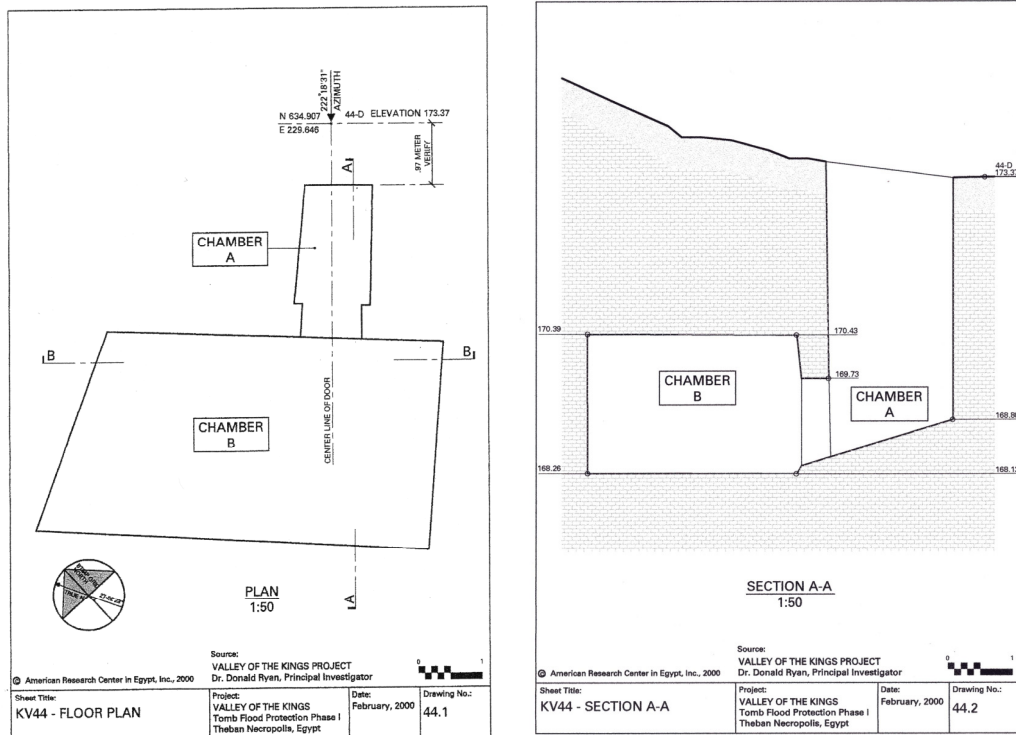 222°18'31"
AZIMUTH
N 634.907
44-D ELEVATION 173.37
E 229.646
.97 METER
VERIFY
A
CHAMBER
A
B
B
CENTER LINE OF DOOR
CHAMBER
B
TRUE N
PLAN
1:50
A
0 1
Source:
VALLEY OF THE KINGS PROJECT
Dr. Donald Ryan, Principal Investigator
© American Research Center in Egypt, Inc., 2000
Sheet Title:
KV44 - FLOOR PLAN
Project:
VALLEY OF THE KINGS
Tomb Flood Protection Phase I
Theban Necropolis, Egypt
Date:
February, 2000
Drawing No.:
44.1
44-D
173.37
170.39
170.43
169.73
CHAMBER
B
CHAMBER
A
168.26
SECTION A-A
1:50
0 1
Source:
VALLEY OF THE KINGS PROJECT
Dr. Donald Ryan, Principal Investigator
© American Research Center in Egypt, Inc., 2000
Sheet Title:
KV44 - SECTION A-A
Project:
VALLEY OF THE KINGS
Tomb Flood Protection Phase I
Theban Necropolis, Egypt
Date:
February, 2000
Drawing No.:
44.2